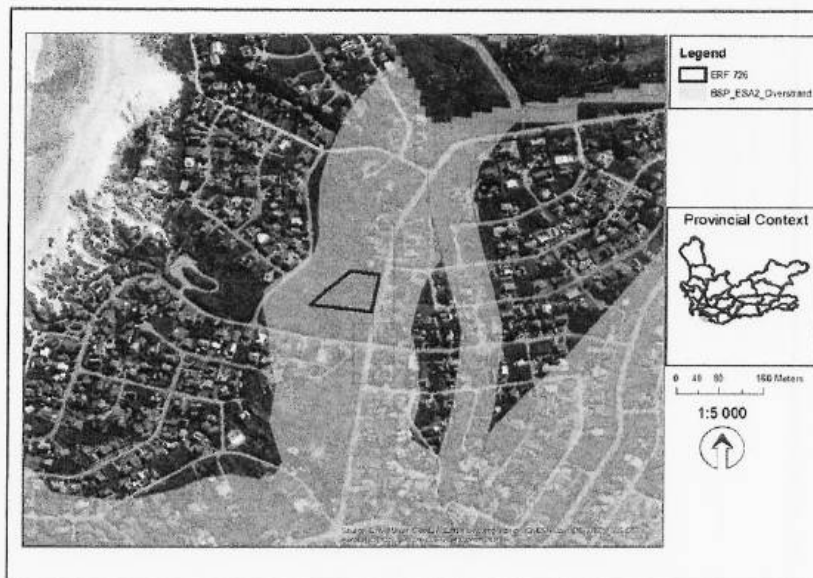 Legend
ERF 726
BSP_ESA2_Overstrand
Provincial Context
0 40 80 160 Meters
1:5 000